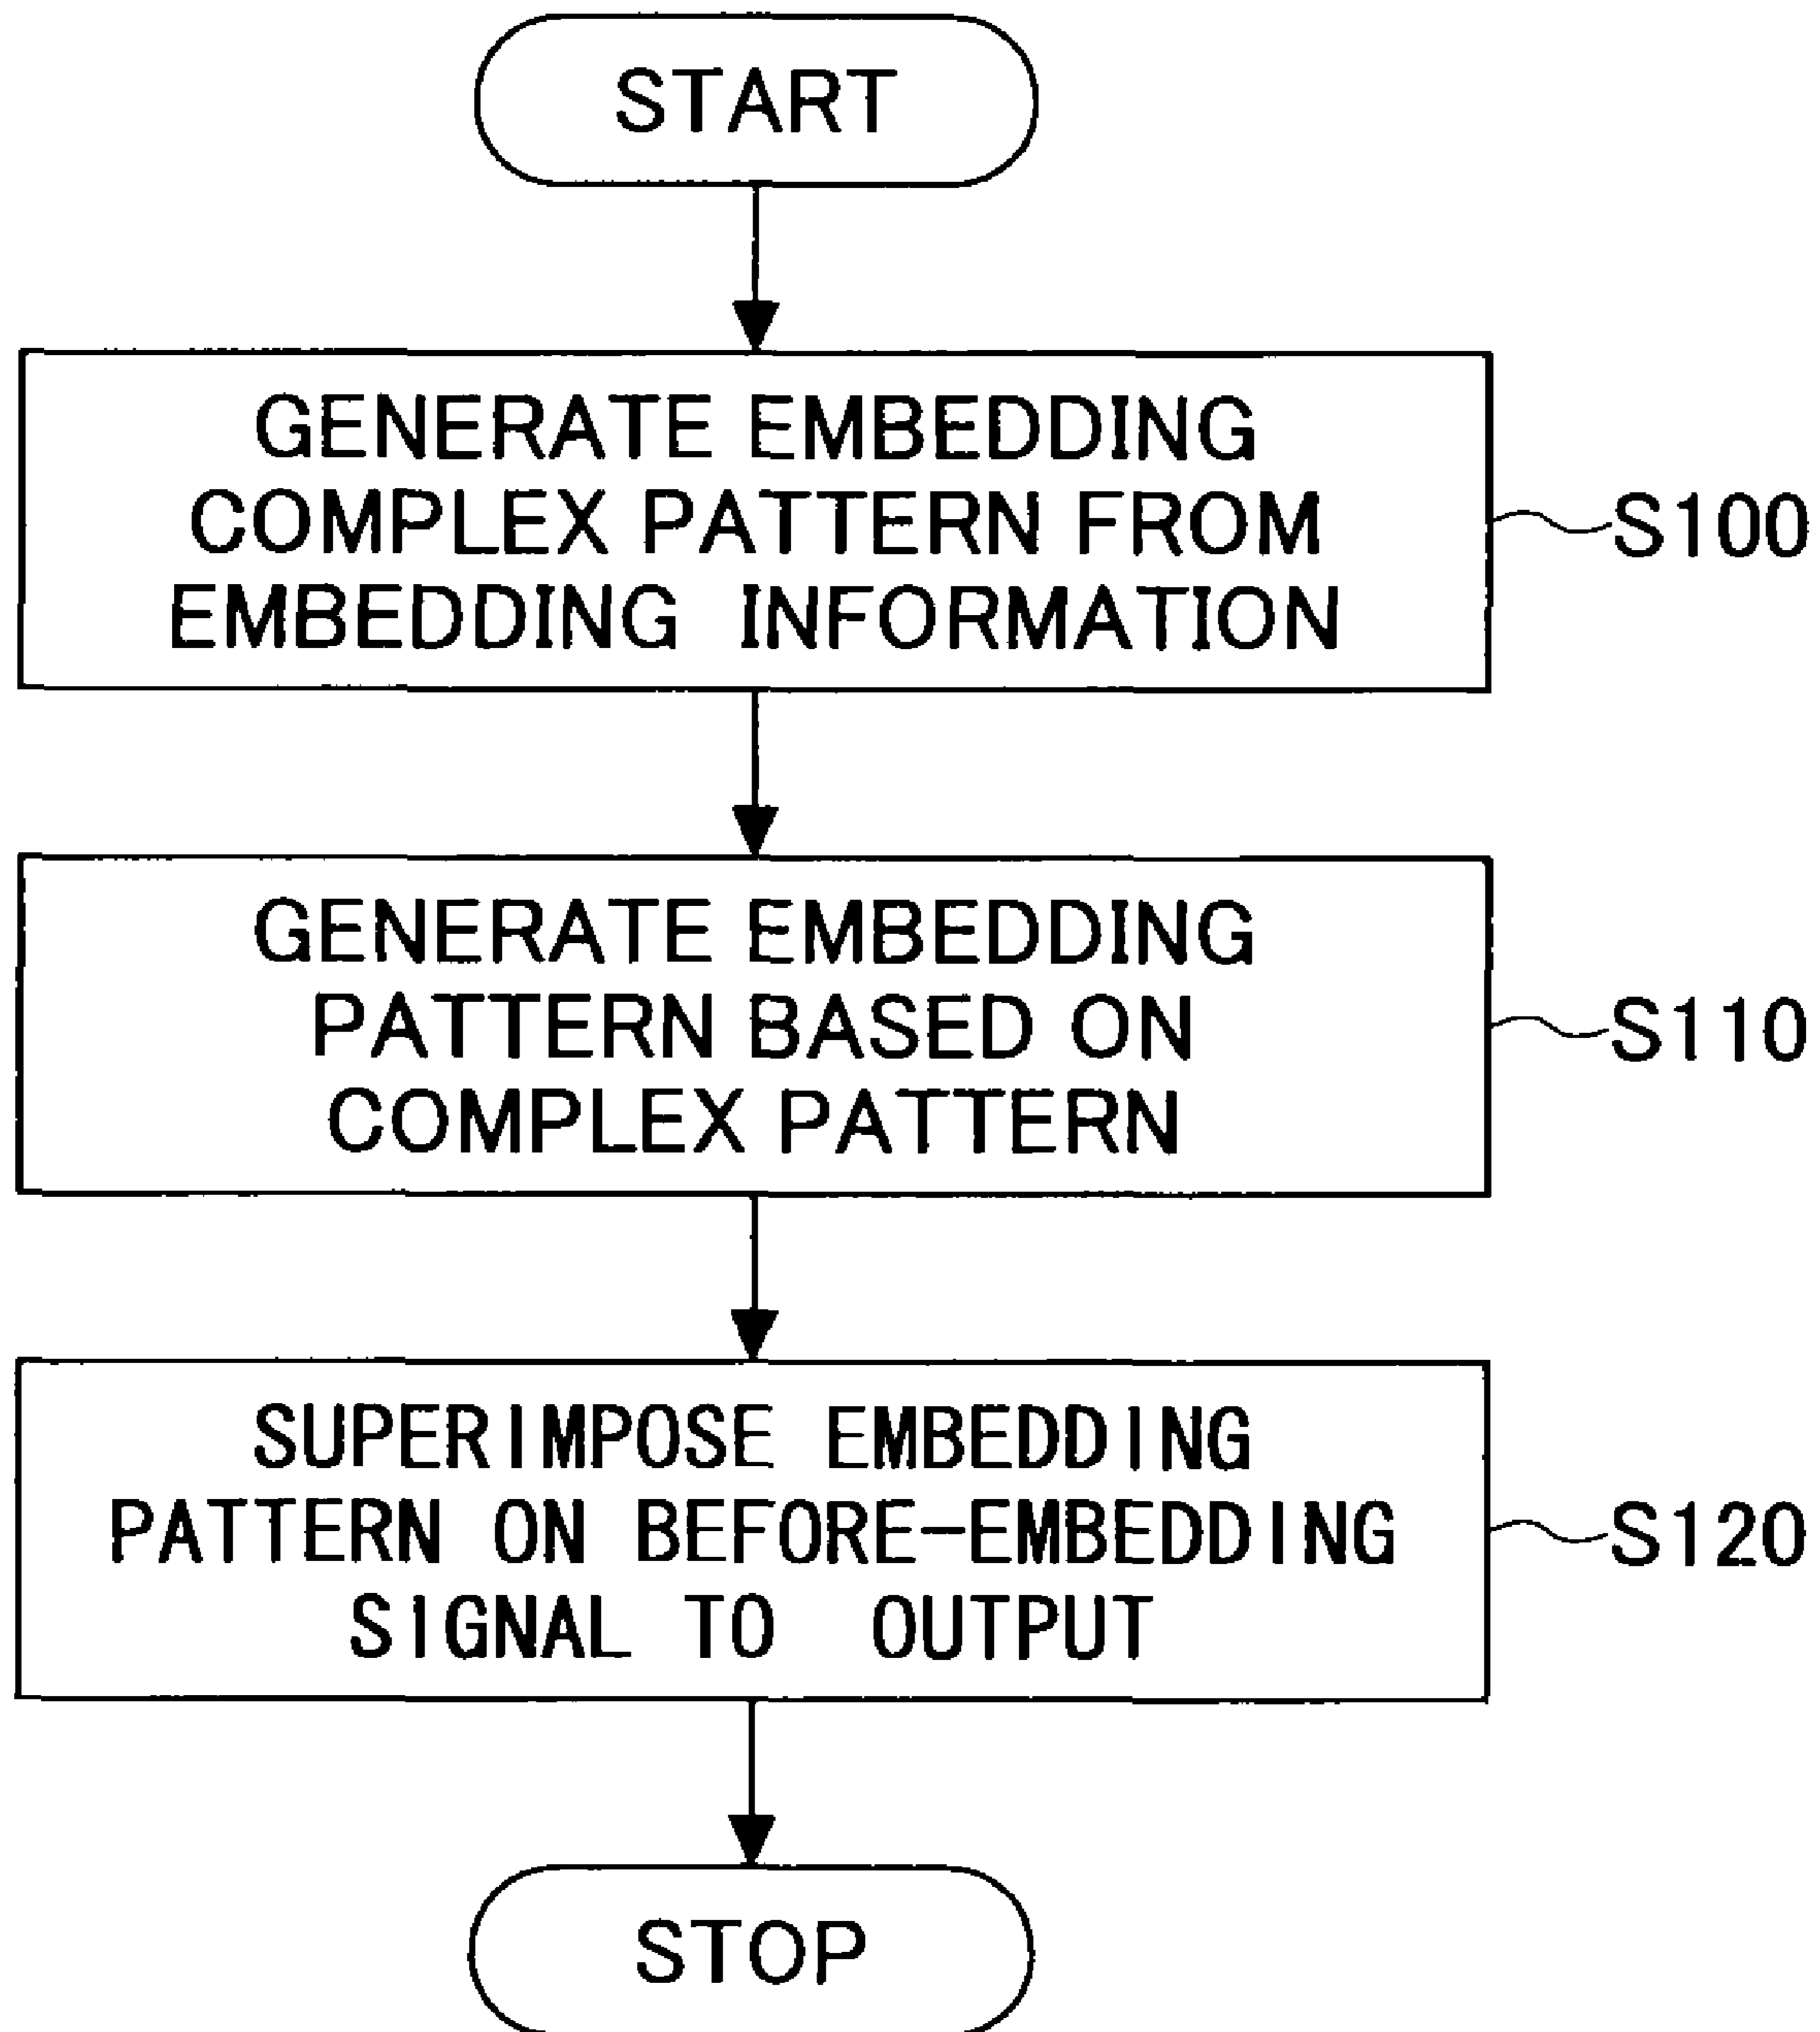 START
GENERATE EMBEDDING
COMPLEX PATTERN FROM
EMBEDDING INFORMATION
S100
GENERATE EMBEDDING
PATTERN BASED ON
COMPLEX PATTERN
S110
SUPERIMPOSE EMBEDDING
PATTERN ON BEFORE-EMBEDDING
SIGNAL TO OUTPUT
S120
STOP